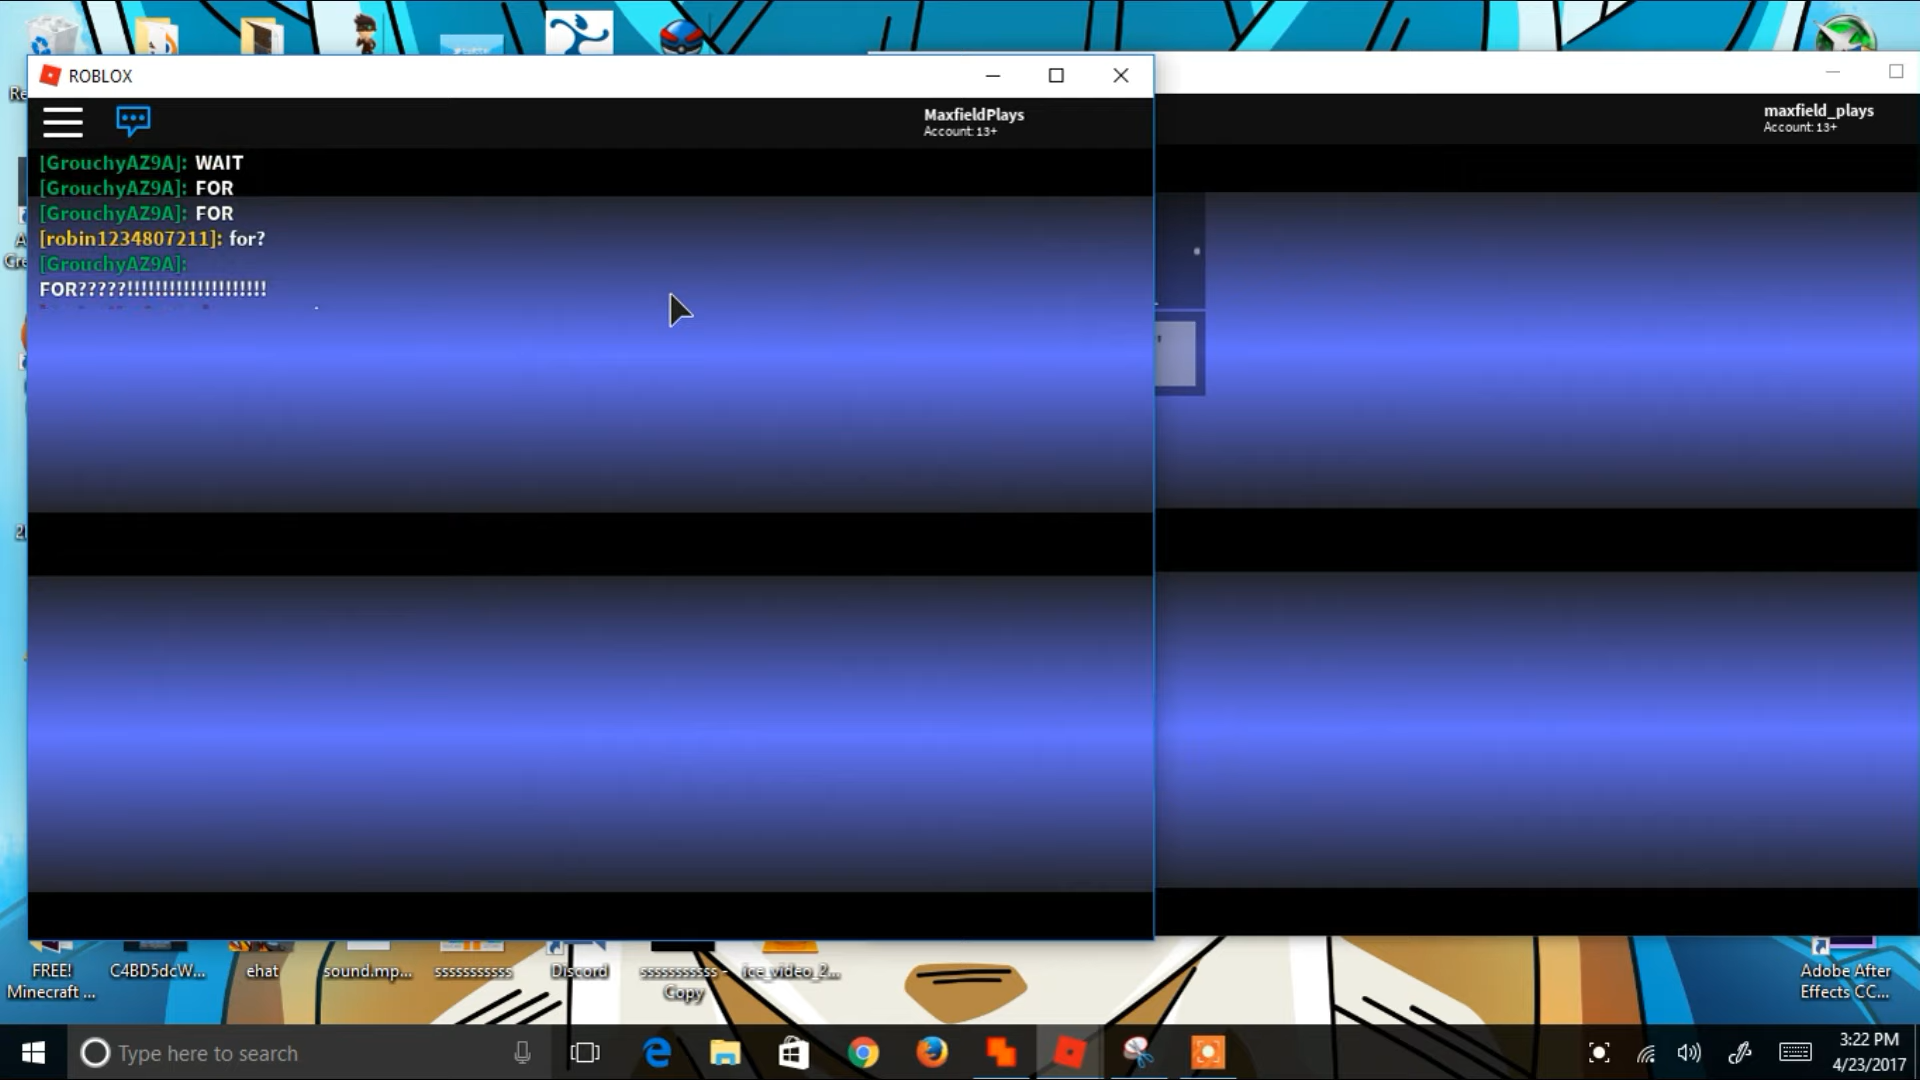 ROBLOX
MaxfieldPlays
Account: 13+
maxfield_plays
Account: 13+
[GrouchyAZ9A]: WAIT
[GrouchyAZ9A]: FOR
[GrouchyAZ9A]: FOR
[robin1234807211]: for?
[GrouchyAZ9A]:
FOR?????!!!!!!!!!!!!!!!!!!!!
FREE!
Minecraft ...
C4BD5dcW...
ehat
sound.mp...
sssssssssss
Discord
sssssssssss -
Copy
ice_video_2...
Adobe After
Effects CC...
Type here to search
3:22 PM
4/23/2017